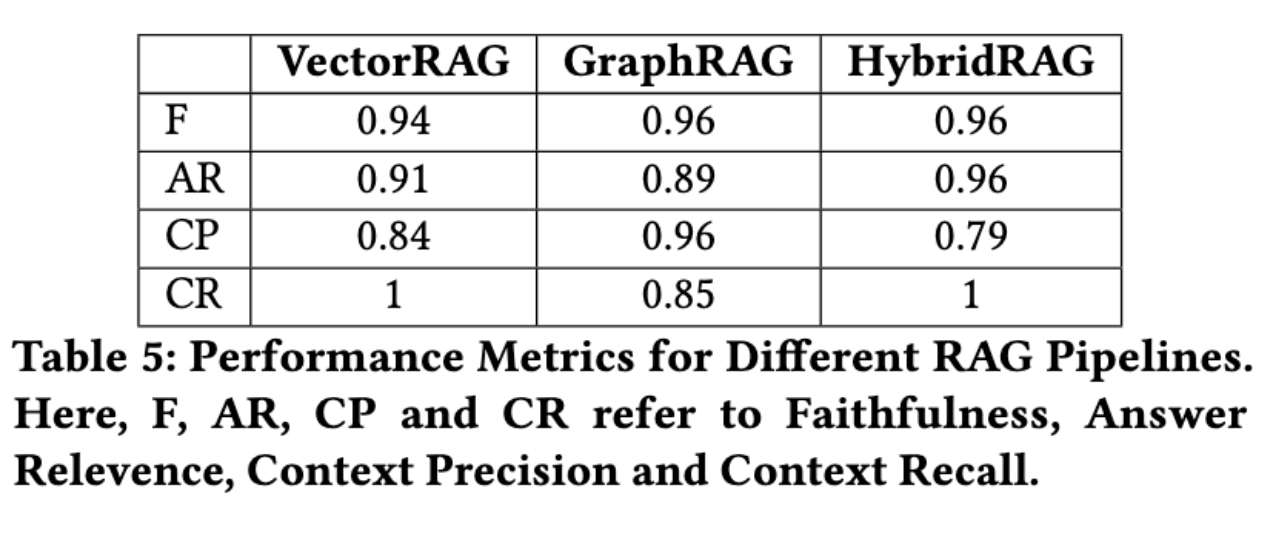 VectorRAG GraphRAG HybridRAG
F 0.94 0.96 0.96
AR 0.91 0.89 0.96
CP 0.84 0.96 0.79
CR 1 0.85 1
Table 5: Performance Metrics for Different RAG Pipelines.
Here, F, AR, CP and CR refer to Faithfulness, Answer
Relevence, Context Precision and Context Recall.